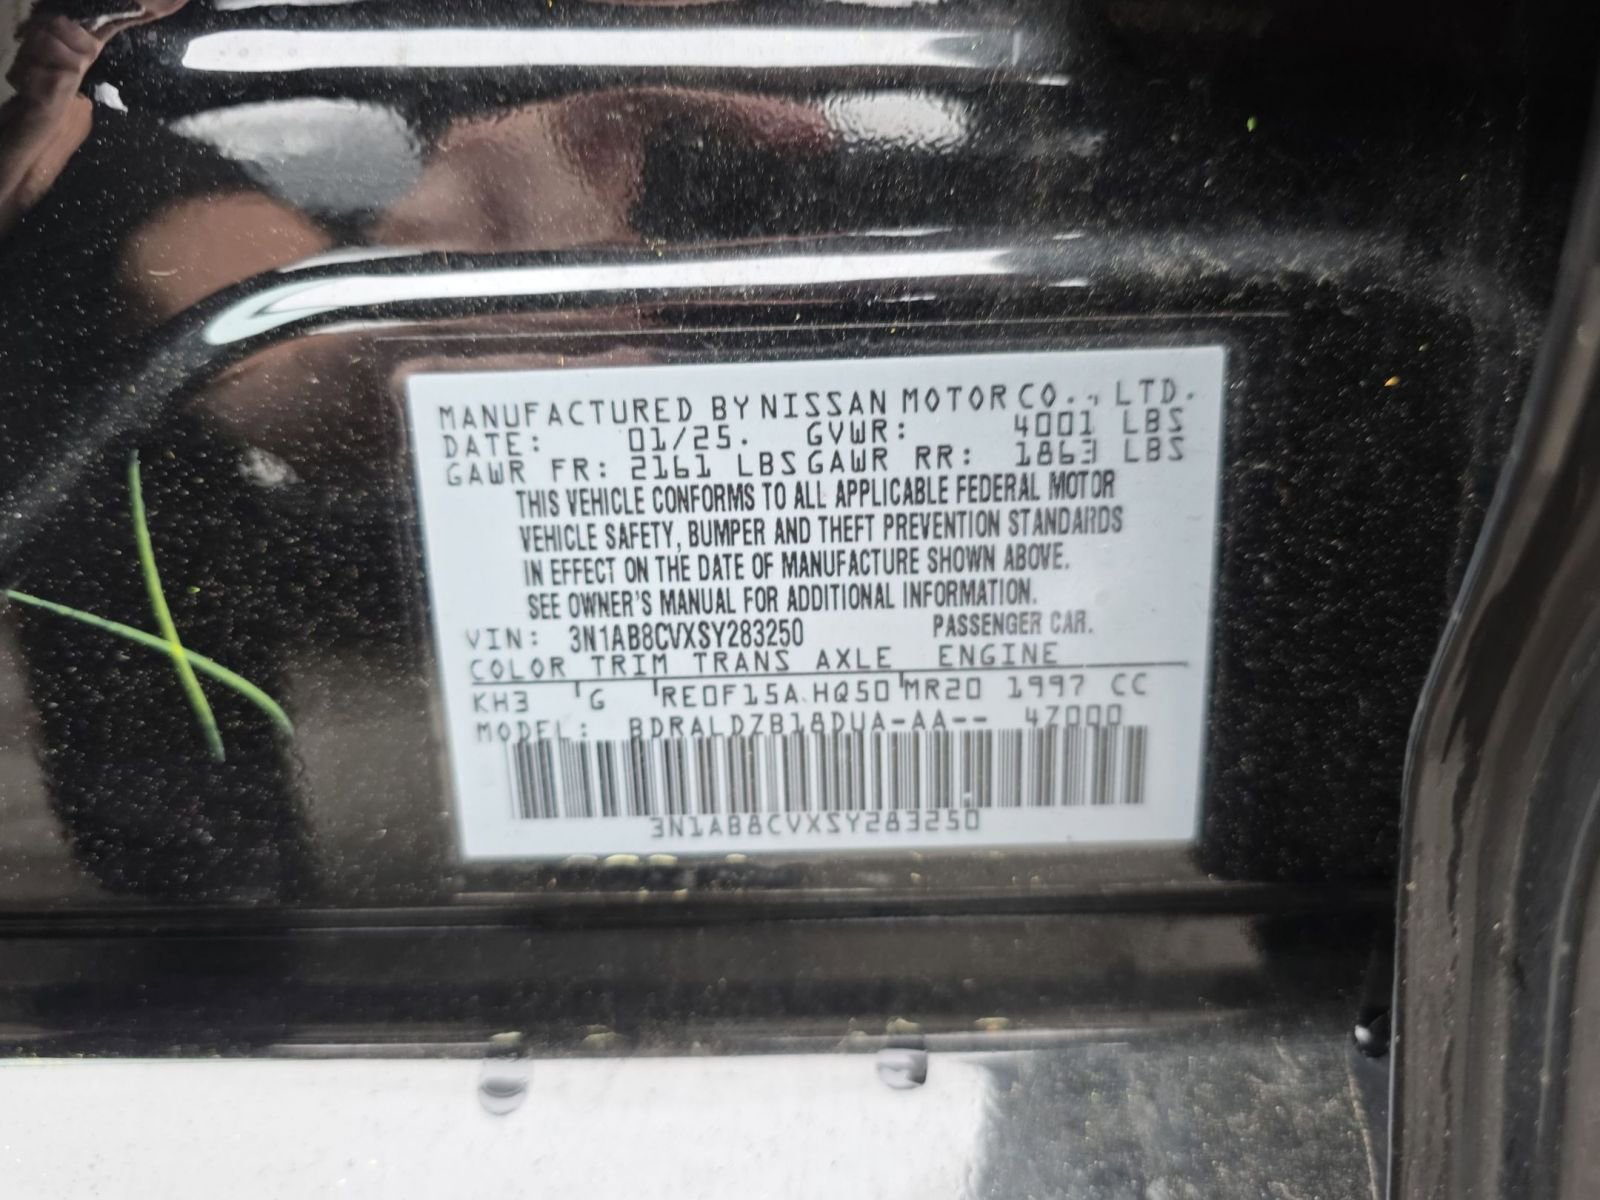 MANUFACTURED BY NISSAN MOTOR CO., LTD.
DATE: 01/25. GVWR: 4001 LBS
GAWR FR: 2161 LBS GAWR RR: 1863 LBS
THIS VEHICLE CONFORMS TO ALL APPLICABLE FEDERAL MOTOR
VEHICLE SAFETY, BUMPER AND THEFT PREVENTION STANDARDS
IN EFFECT ON THE DATE OF MANUFACTURE SHOWN ABOVE.
SEE OWNER'S MANUAL FOR ADDITIONAL INFORMATION.
VIN: 3N1AB8CVXSY283250 PASSENGER CAR.
COLOR TRIM TRANS AXLE ENGINE
KH3 G RE0F15A HQ50 MR20 1997 CC
MODEL: BDRALDZB18DUA-AA-- 47000
3N1AB8CVXSY283250